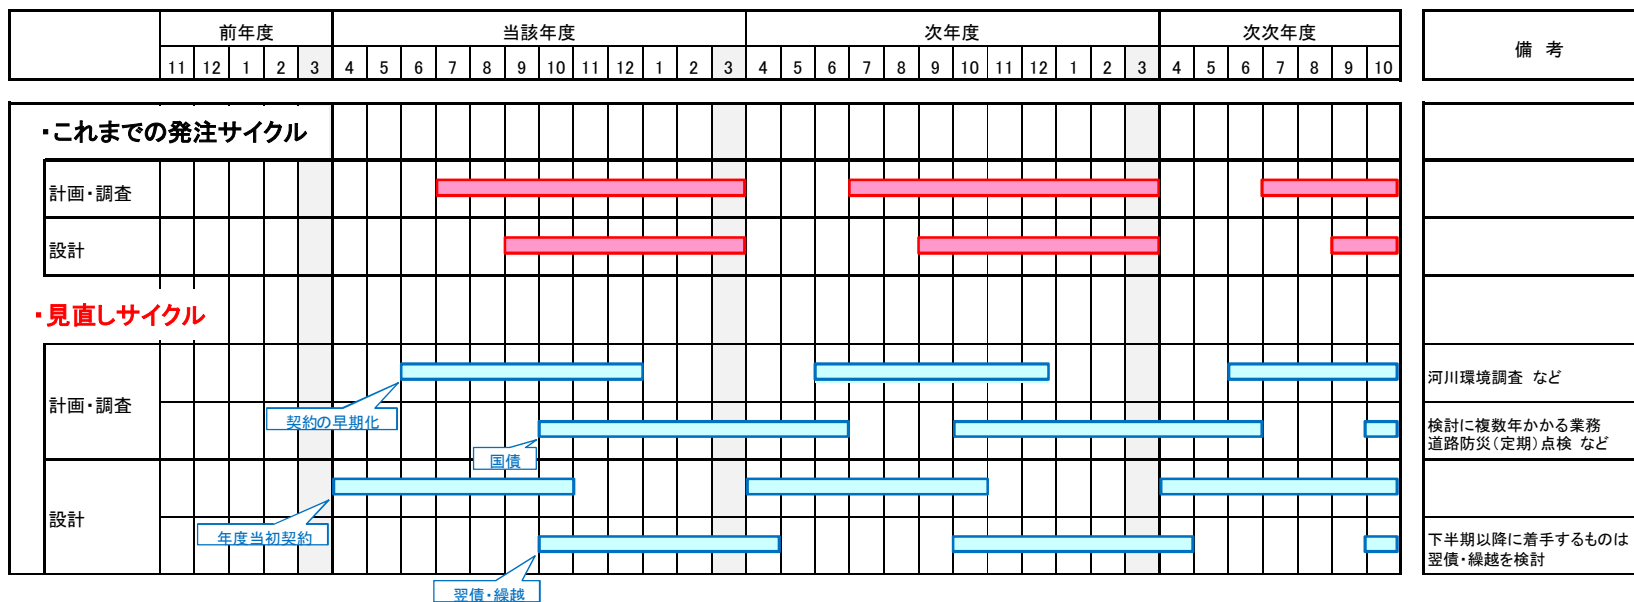 前年度 当該年度 次年度 次次年度 備 考
11 12 1 2 3 4 5 6 7 8 9 10 11 12 1 2 3 4 5 6 7 8 9 10 11 12 1 2 3 4 5 6 7 8 9 10
・これまでの発注サイクル
計画・調査
設計
・見直しサイクル
計画・調査
河川環境調査 など
契約の早期化
検討に複数年かかる業務
道路防災(定期)点検 など
国債
設計
年度当初契約
下半期以降に着手するものは
翌債・繰越を検討
翌債・繰越